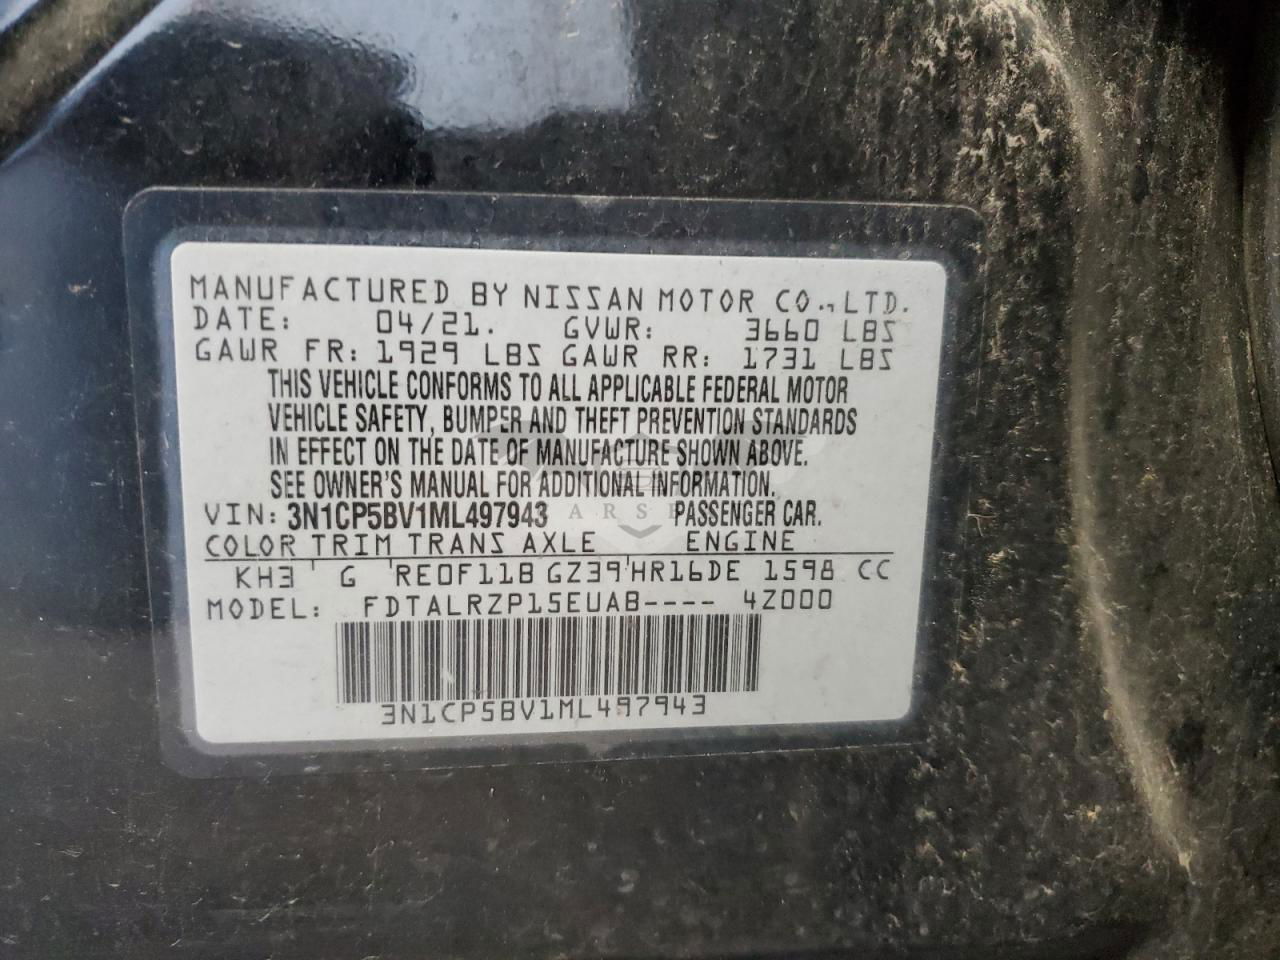 MANUFACTURED BY NISSAN MOTOR CO., LTD.
DATE: 04/21. GVWR: 3660 LBS
GAWR FR: 1929 LBS GAWR RR: 1731 LBS
THIS VEHICLE CONFORMS TO ALL APPLICABLE FEDERAL MOTOR
VEHICLE SAFETY, BUMPER AND THEFT PREVENTION STANDARDS
IN EFFECT ON THE DATE OF MANUFACTURE SHOWN ABOVE.
SEE OWNER'S MANUAL FOR ADDITIONAL INFORMATION.
VIN: 3N1CP5BV1ML497943 PASSENGER CAR.
COLOR TRIM TRANS AXLE ENGINE
KH3 ' G 'RE0F11B GZ39'HR16DE 1598 CC
MODEL: FDTALRZP15EUAB---- 4Z000
3N1CP5BV1ML497943